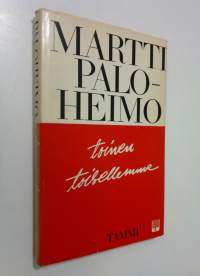 MARTTI
PALO-
HEIMO
toinen
toisellemme
TAMMI